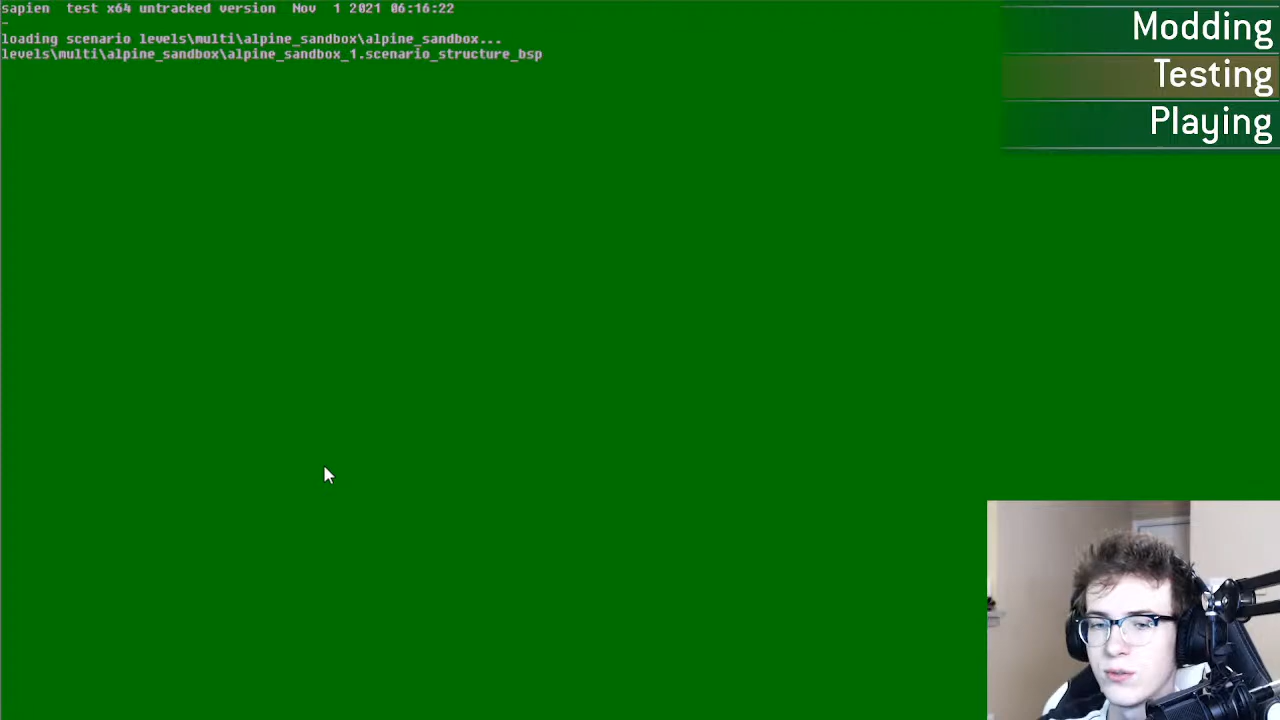 sapien  test x64 untracked version  Nov  1 2021 06:16:22
-
loading scenario levels\multi\alpine_sandbox\alpine_sandbox...
levels\multi\alpine_sandbox\alpine_sandbox_1.scenario_structure_bsp
Modding
Testing
Playing